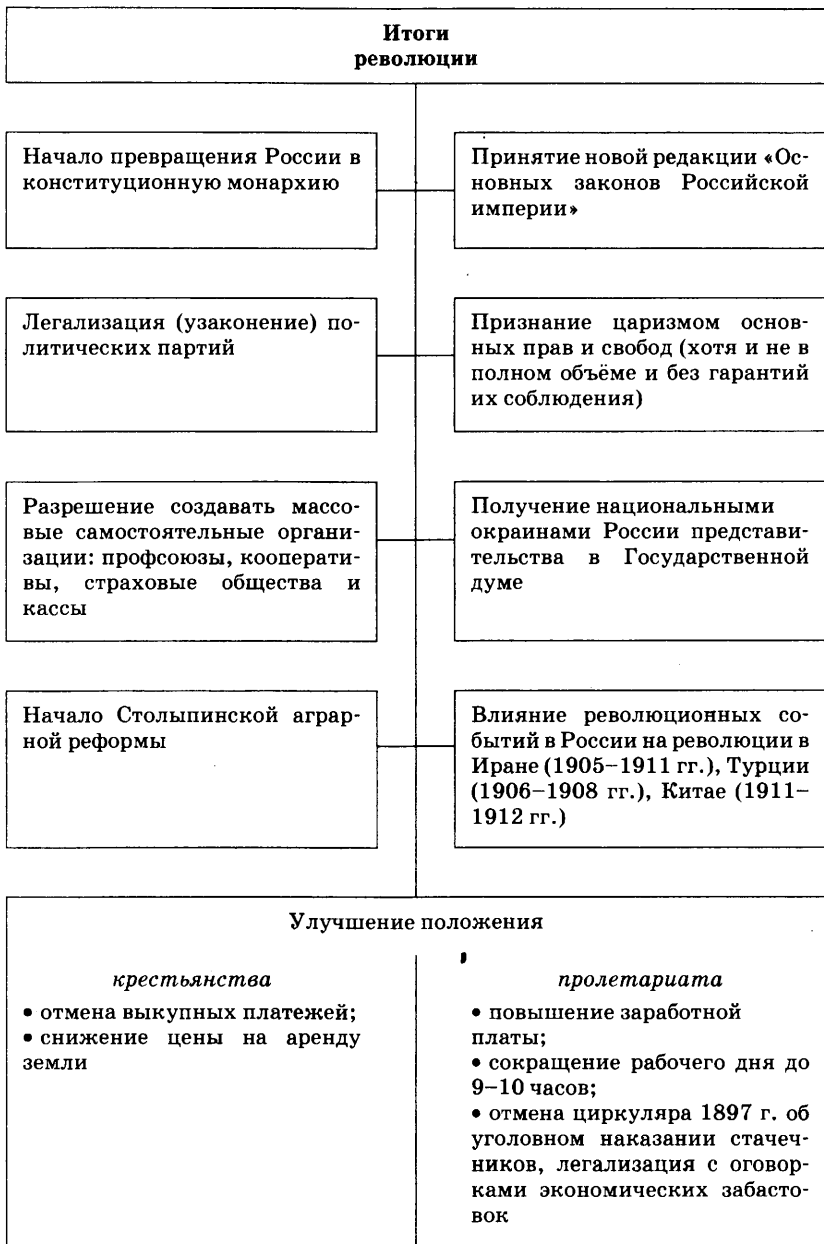 Итоги
революции
Начало превращения России в
конституционную монархию
Принятие новой редакции «Ос-
новных законов Российской
империи»
Легализация (узаконение) по-
литических партий
Признание царизмом основ-
ных прав и свобод (хотя и не в
полном объёме и без гарантий
их соблюдения)
Разрешение создавать массо-
вые самостоятельные органи-
зации: профсоюзы, кооперати-
вы, страховые общества и
кассы
Получение национальными
окраинами России представи-
тельства в Государственной
думе
Начало Столыпинской аграр-
ной реформы
Влияние революционных со-
бытий в России на революции в
Иране (1905–1911 гг.), Турции
(1906–1908 гг.), Китае (1911–
1912 гг.)
Улучшение положения
крестьянства
• отмена выкупных платежей;
• снижение цены на аренду
земли
пролетариата
• повышение заработной
платы;
• сокращение рабочего дня до
9–10 часов;
• отмена циркуляра 1897 г. об
уголовном наказании стачеч-
ников, легализация с оговор-
ками экономических забасто-
вок